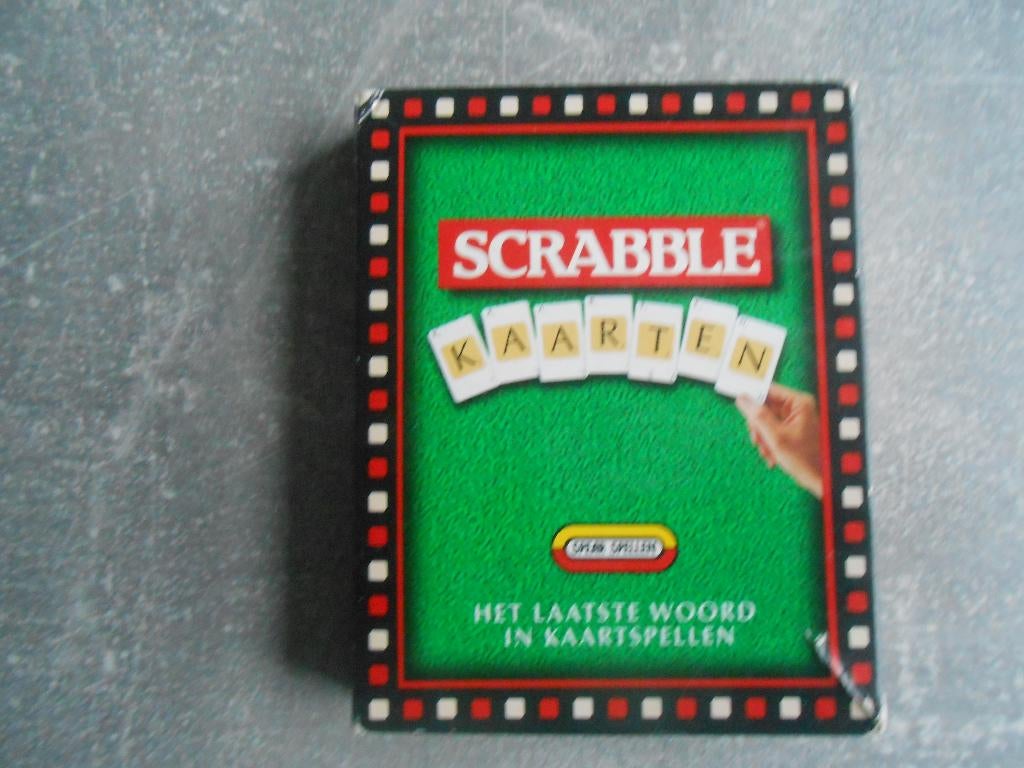 SCRABBLE
KAARTEN
SPEAR SPELLEN
HET LAATSTE WOORD
IN KAARTSPELLEN